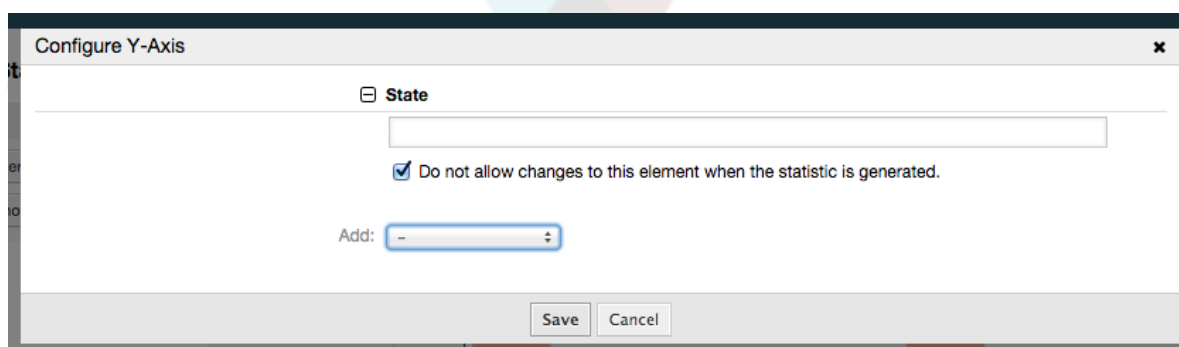 Configure Y-Axis
State
Do not allow changes to this element when the statistic is generated.
Add: –
Save Cancel